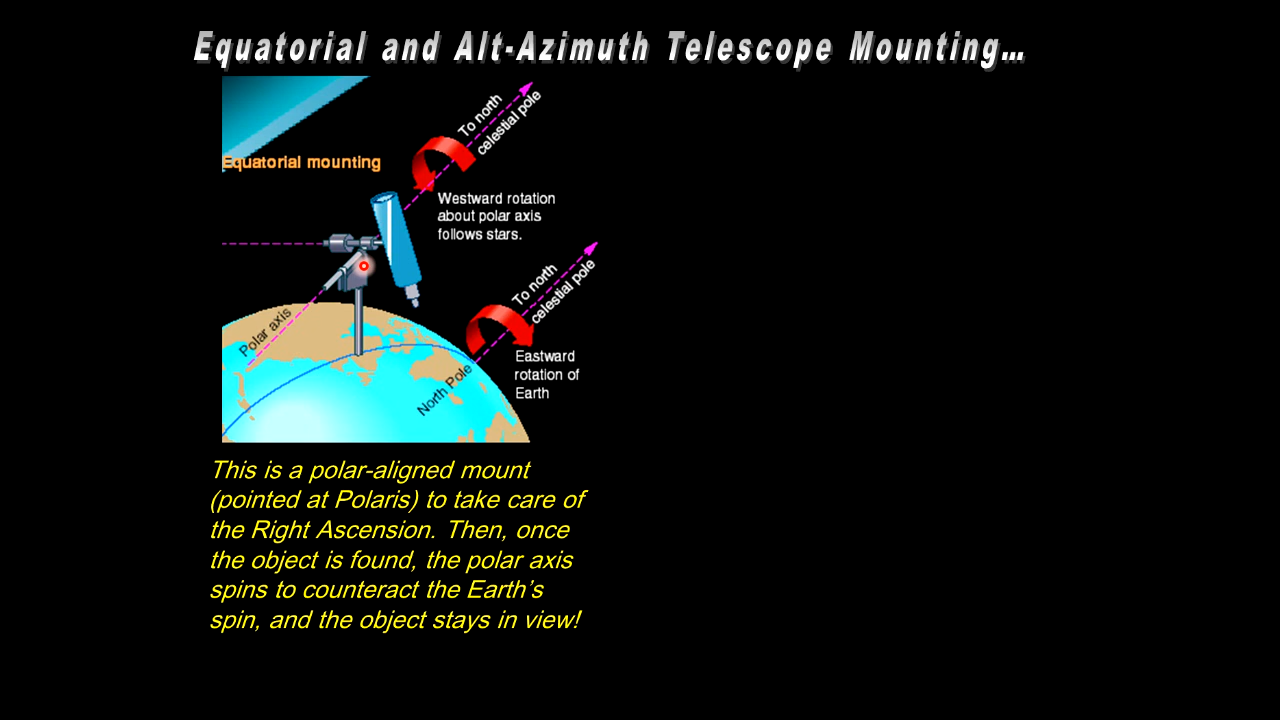 Equatorial and Alt-Azimuth Telescope Mounting…
To north
celestial pole
Equatorial mounting
Westward rotation
about polar axis
follows stars.
To north
celestial pole
Polar axis
Eastward
rotation of
Earth
North Pole
This is a polar-aligned mount
(pointed at Polaris) to take care of
the Right Ascension. Then, once
the object is found, the polar axis
spins to counteract the Earth’s
spin, and the object stays in view!